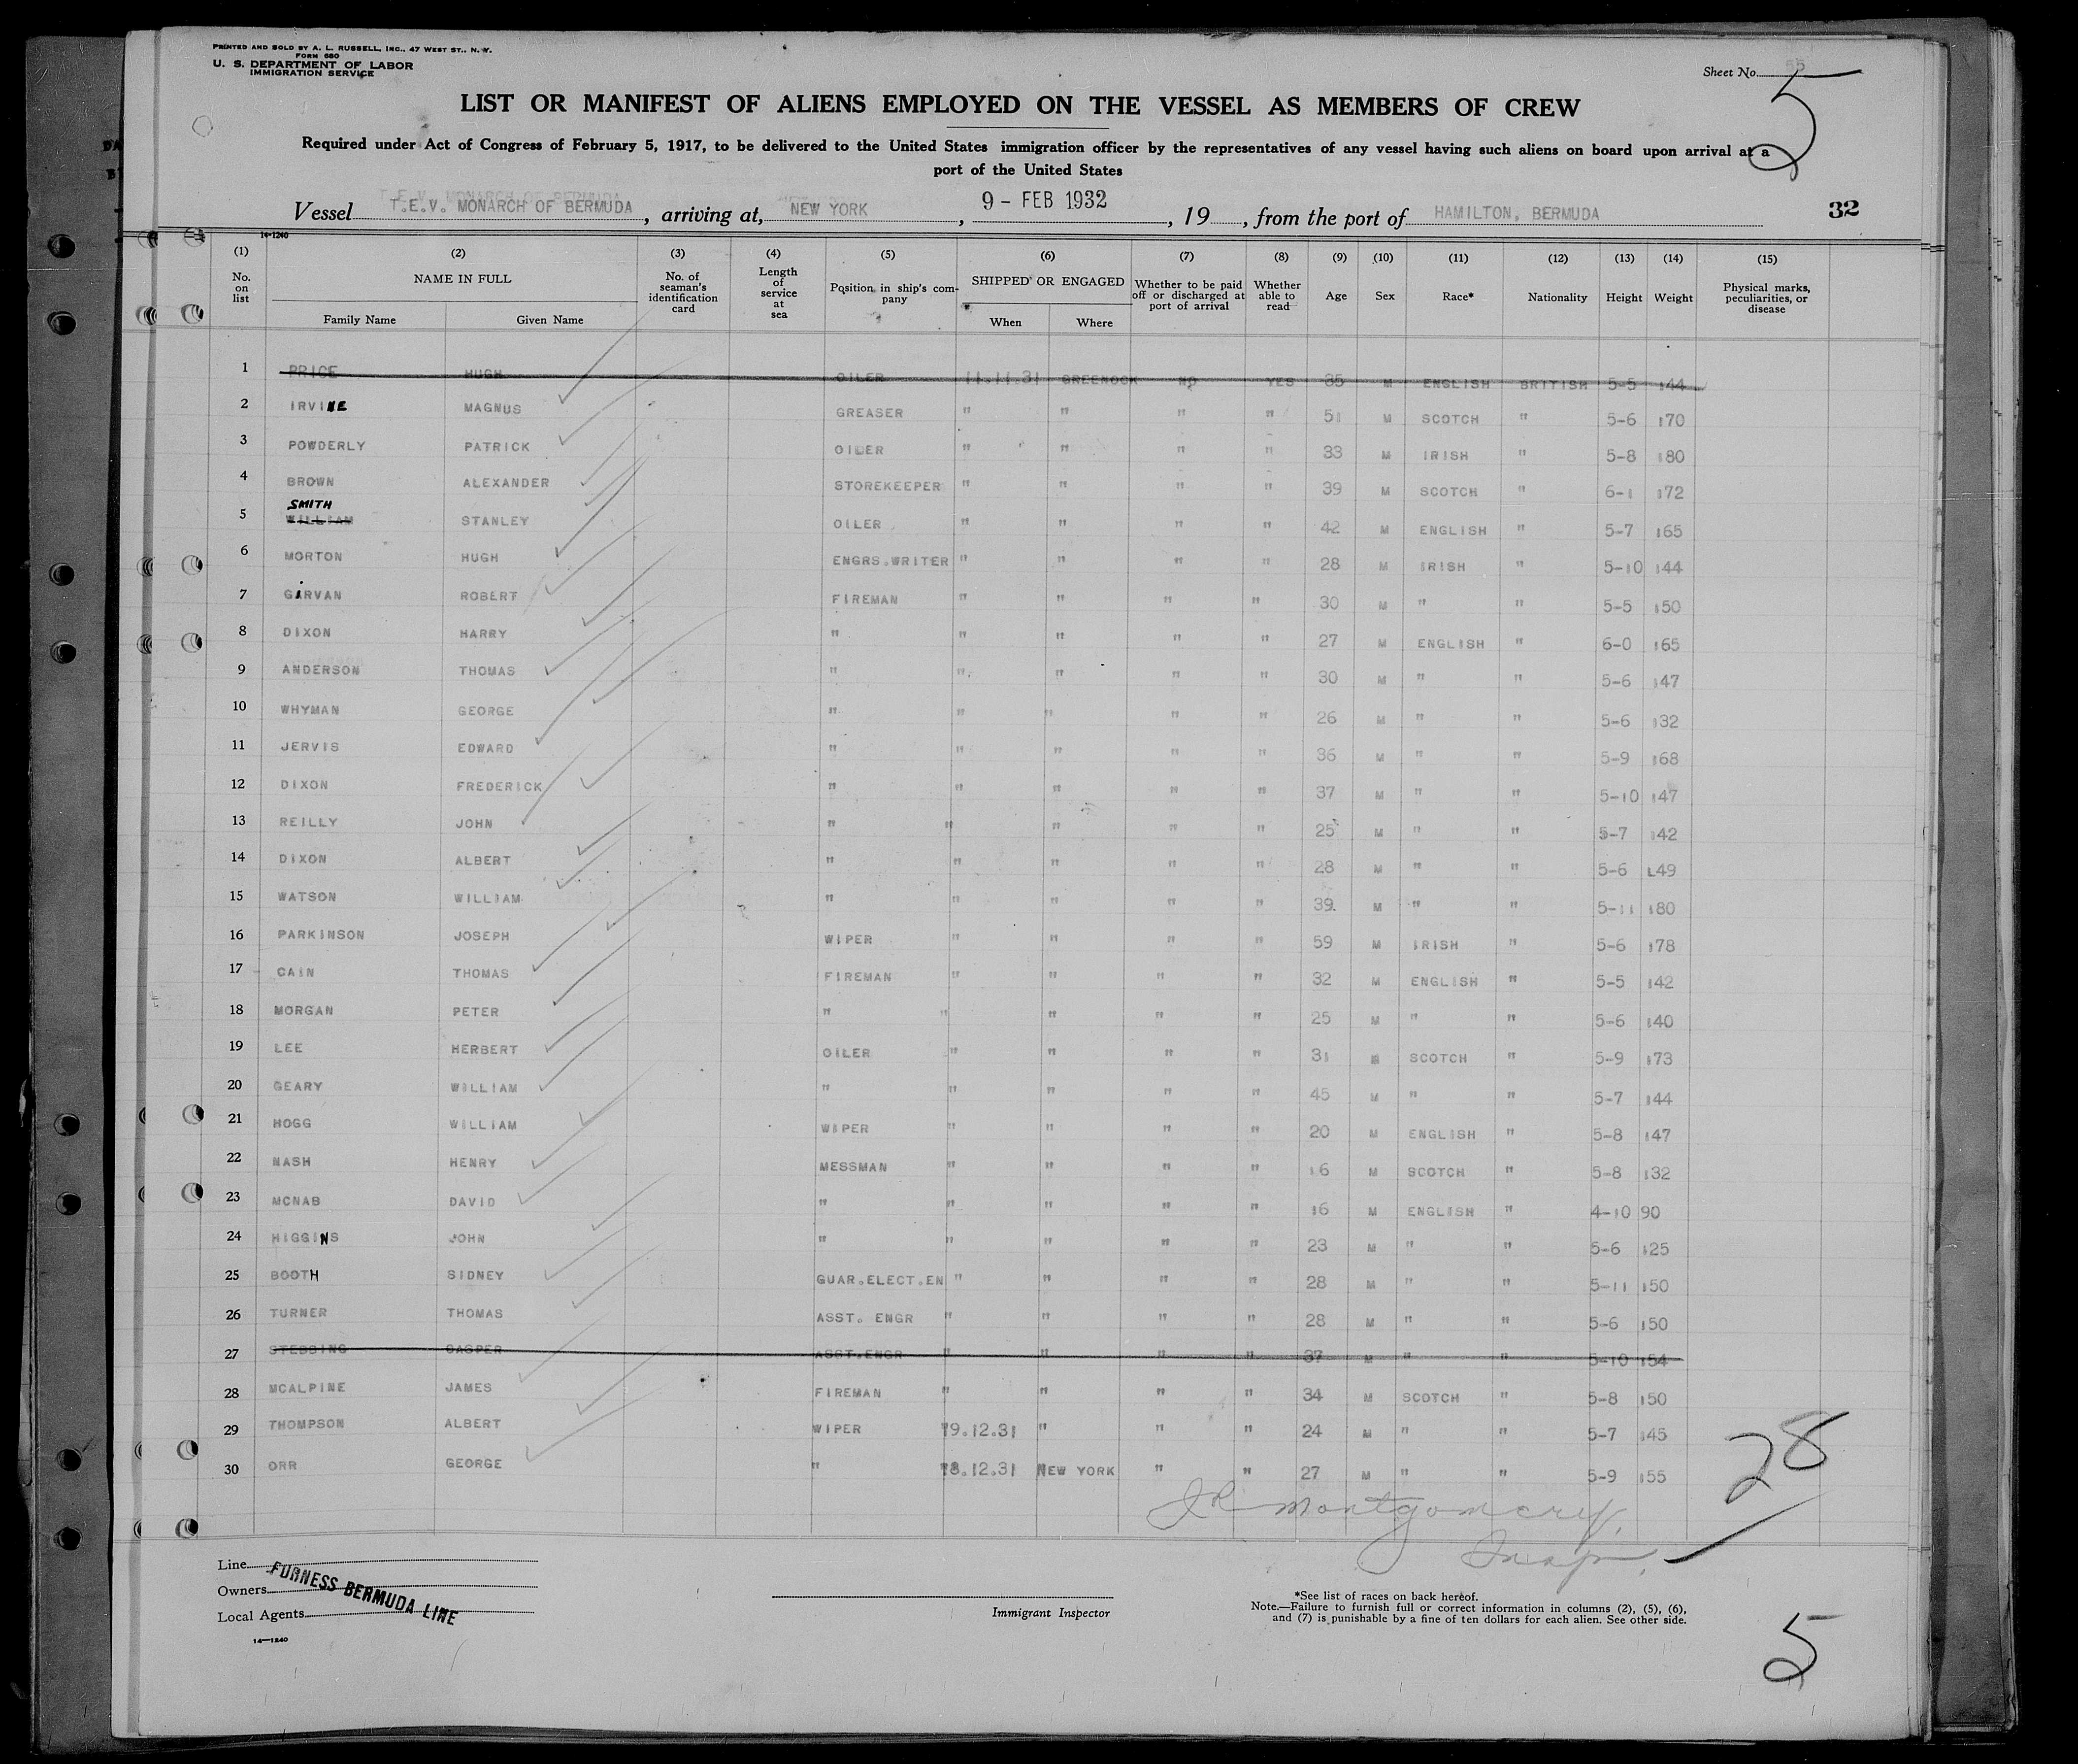 PRINTED AND SOLD BY A. L. RUSSELL, INC., 47 WEST ST., N. Y.
FORM 680
U. S. DEPARTMENT OF LABOR
IMMIGRATION SERVICE
Sheet No. 5
LIST OR MANIFEST OF ALIENS EMPLOYED ON THE VESSEL AS MEMBERS OF CREW
Required under Act of Congress of February 5, 1917, to be delivered to the United States immigration officer by the representatives of any vessel having such aliens on board upon arrival at a
port of the United States
Vessel T.E.V. MONARCH OF BERMUDA, arriving at, NEW YORK, 9 - FEB 1932, 19, from the port of HAMILTON, BERMUDA 32
14-1240
(1) (2) (3) (4) (5) (6) (7) (8) (9) (10) (11) (12) (13) (14) (15)
No. on list NAME IN FULL Family Name Given Name No. of seaman's identification card Length of service at sea Position in ship's company SHIPPED OR ENGAGED When Where Whether to be paid off or discharged at port of arrival Whether able to read Age Sex Race* Nationality Height Weight Physical marks, peculiarities, or disease
1 PRICE HUGH OILER 11.11.31 GREENOCK NO YES 35 M ENGLISH BRITISH 5-5 144
2 IRVINE MAGNUS GREASER " " " " 51 M SCOTCH " 5-6 170
3 POWDERLY PATRICK OILER " " " " 33 M IRISH " 5-8 180
4 BROWN ALEXANDER STOREKEEPER " " " " 39 M SCOTCH " 6-1 172
SMITH
5 WILLIAM STANLEY OILER " " " " 42 M ENGLISH " 5-7 165
6 MORTON HUGH ENGRS.WRITER " " " " 28 M IRISH " 5-10 144
7 GIRVAN ROBERT FIREMAN " " " " 30 M " " 5-5 150
8 DIXON HARRY " " " " " 27 M ENGLISH " 6-0 165
9 ANDERSON THOMAS " " " " " 30 M " " 5-6 147
10 WHYMAN GEORGE " " " " " 26 M " " 5-6 132
11 JERVIS EDWARD " " " " " 36 M " " 5-9 168
12 DIXON FREDERICK " " " " " 37 M " " 5-10 147
13 REILLY JOHN " " " " " 25 M " " 5-7 142
14 DIXON ALBERT " " " " " 28 M " " 5-6 149
15 WATSON WILLIAM " " " " " 39 M " " 5-11 180
16 PARKINSON JOSEPH WIPER " " " " 59 M IRISH " 5-6 178
17 CAIN THOMAS FIREMAN " " " " 32 M ENGLISH " 5-5 142
18 MORGAN PETER " " " " " 25 M " " 5-6 140
19 LEE HERBERT OILER " " " " 31 M SCOTCH " 5-9 173
20 GEARY WILLIAM " " " " " 45 M " " 5-7 144
21 HOGG WILLIAM WIPER " " " " 20 M ENGLISH " 5-8 147
22 NASH HENRY MESSMAN " " " " 16 M SCOTCH " 5-8 132
23 MCNAB DAVID " " " " " 16 M ENGLISH " 4-10 90
24 HIGGINS JOHN " " " " " 23 M " " 5-6 125
25 BOOTH SIDNEY GUAR.ELECT.EN " " " " 28 M " " 5-11 150
26 TURNER THOMAS ASST. ENGR " " " " 28 M " " 5-6 150
27 STEBBING CASPER ASST.ENGR " " " " 37 M " " 5-10 154
28 MCALPINE JAMES FIREMAN " " " " 34 M SCOTCH " 5-8 150
29 THOMPSON ALBERT WIPER 19.12.31 " " " 24 M " " 5-7 145
30 ORR GEORGE " 18.12.31 NEW YORK " " 27 M " " 5-9 155
28
J R Montgomery,
Insp.
Line
Owners
Local Agents
FURNESS BERMUDA LINE
14-1240
Immigrant Inspector
*See list of races on back hereof.
Note.—Failure to furnish full or correct information in columns (2), (5), (6),
and (7) is punishable by a fine of ten dollars for each alien. See other side.
5